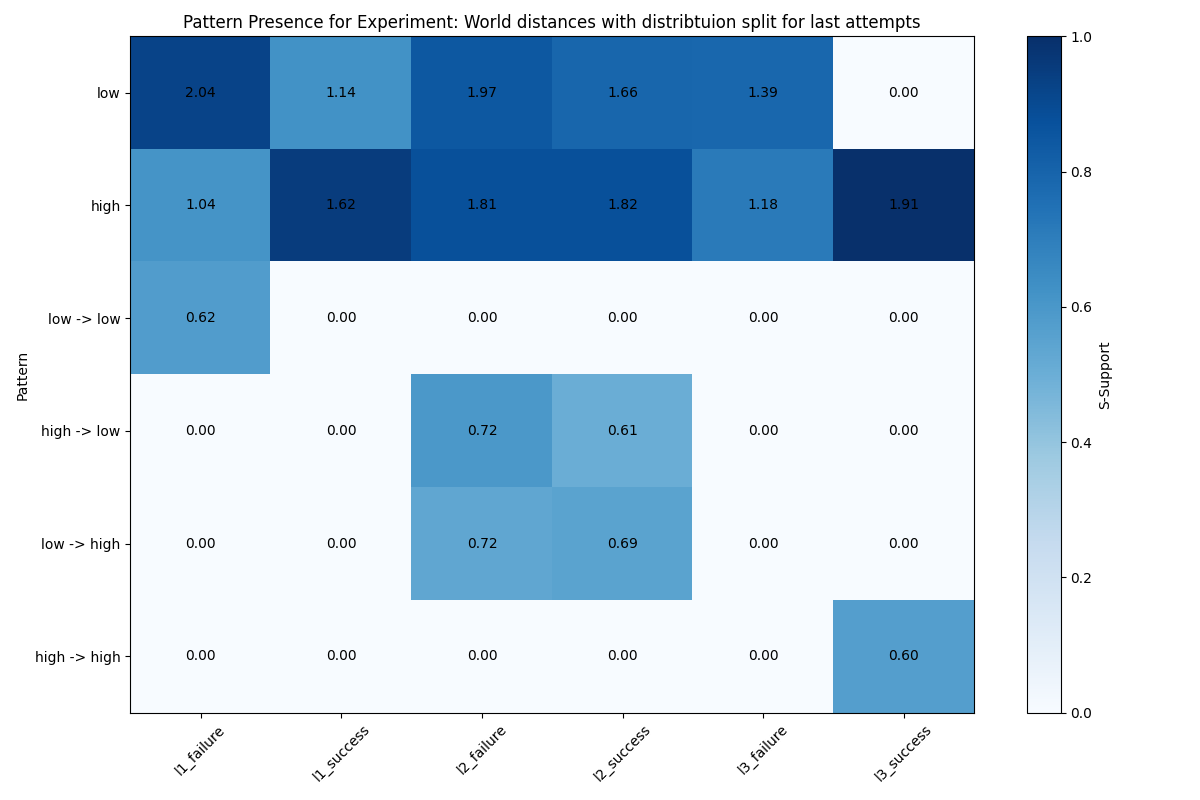 Pattern Presence for Experiment: World distances with distribtuion split for last attempts
low 2.04 1.14 1.97 1.66 1.39 0.00
high 1.04 1.62 1.81 1.82 1.18 1.91
low -> low 0.62 0.00 0.00 0.00 0.00 0.00
high -> low 0.00 0.00 0.72 0.61 0.00 0.00
low -> high 0.00 0.00 0.72 0.69 0.00 0.00
high -> high 0.00 0.00 0.00 0.00 0.00 0.60
Pattern
l1_failure l1_success l2_failure l2_success l3_failure l3_success
1.0
0.8
0.6
0.4
0.2
0.0
S-Support